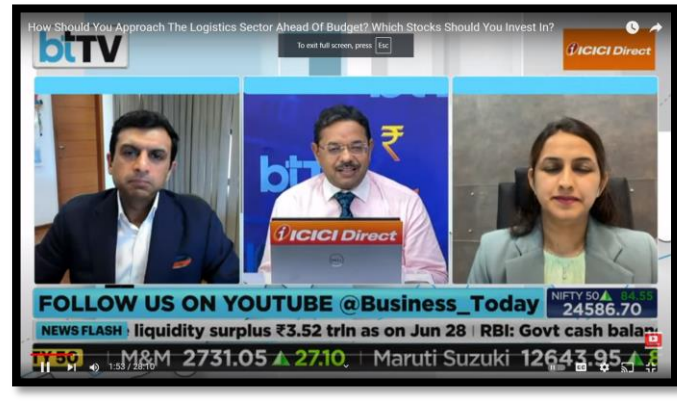 How Should You Approach The Logistics Sector Ahead Of Budget? Which Stocks Should You Invest In?
btTV
To exit full screen, press Esc
ICICI Direct
₹
ICICI Direct
DELL
FOLLOW US ON YOUTUBE @Business_Today
NIFTY 50 84.55
24586.70
NEWS FLASH liquidity surplus ₹3.52 trln as on Jun 28 | RBI: Govt cash balan
M&M 2731.05 ▲ 27.10 Maruti Suzuki 12643.95 ▲ 8
1:53 / 28:10